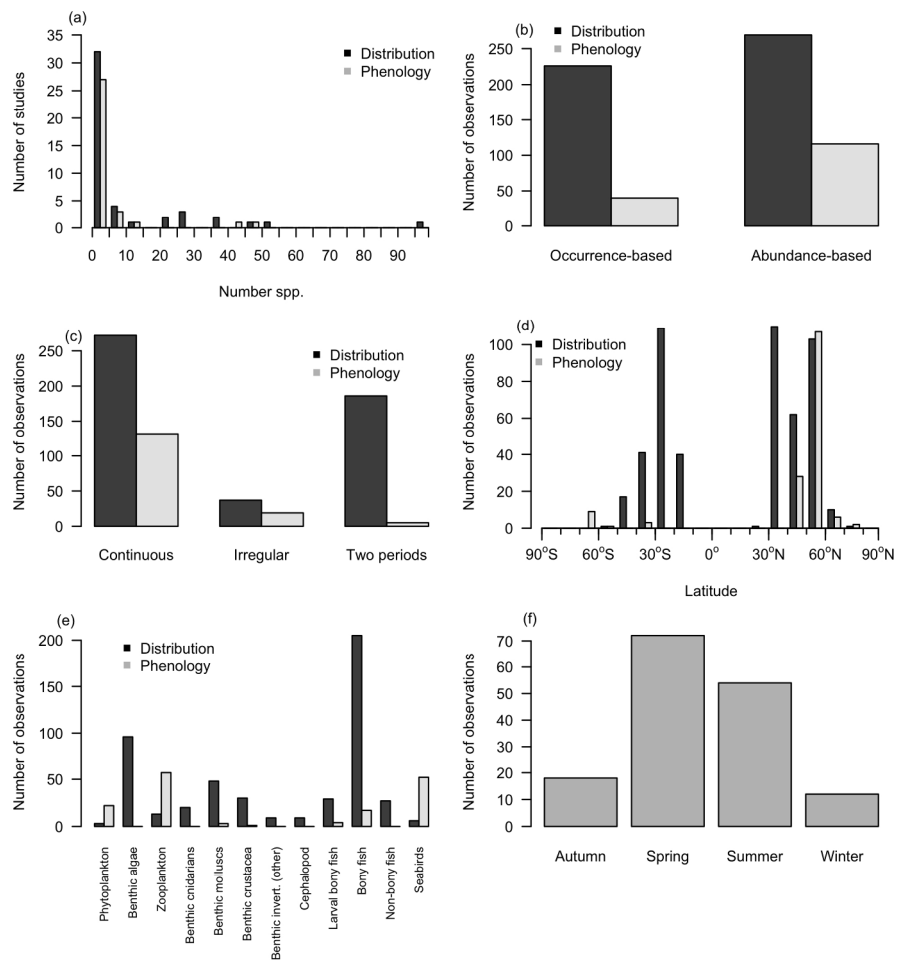 (a)
Distribution
Phenology
Number of studies
35
30
25
20
15
10
5
0
0 10 20 30 40 50 60 70 80 90
Number spp.
(b)
Distribution
Phenology
Number of observations
250
200
150
100
50
0
Occurrence-based Abundance-based
(c)
Distribution
Phenology
Number of observations
250
200
150
100
50
0
Continuous Irregular Two periods
(d)
Distribution
Phenology
Number of observations
100
80
60
40
20
0
90°S 60°S 30°S 0° 30°N 60°N 90°N
Latitude
(e)
Distribution
Phenology
Number of observations
200
150
100
50
0
Phytoplankton
Benthic algae
Zooplankton
Benthic cnidarians
Benthic molluscs
Benthic crustacea
Benthic invert. (other)
Cephalopod
Larval bony fish
Bony fish
Non-bony fish
Seabirds
(f)
Number of observations
70
60
50
40
30
20
10
0
Autumn Spring Summer Winter